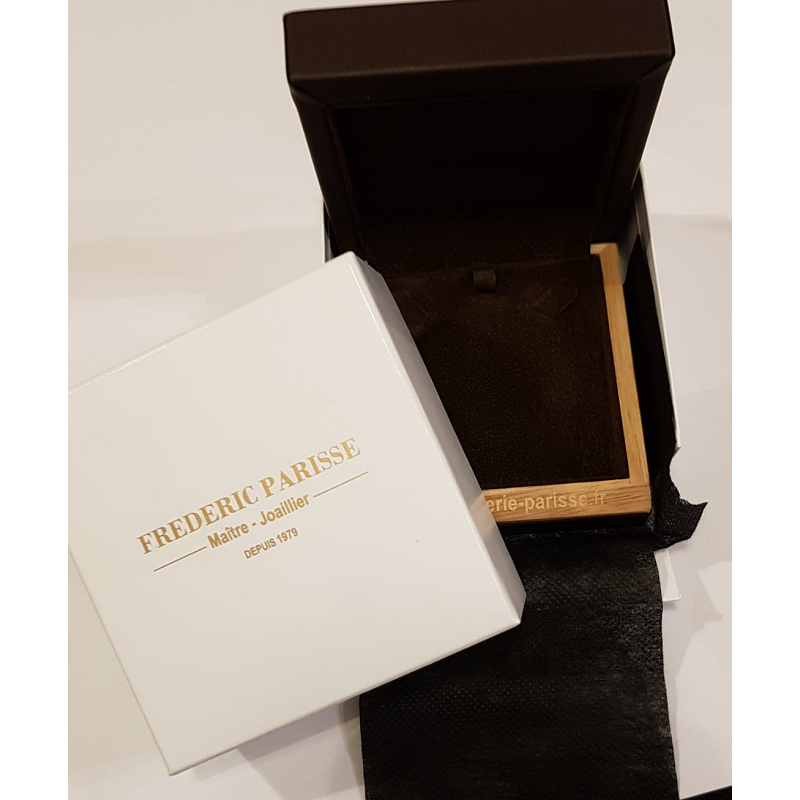 FREDERIC PARISSE
Maître - Joaillier
DEPUIS 1979
erie-parisse.fr